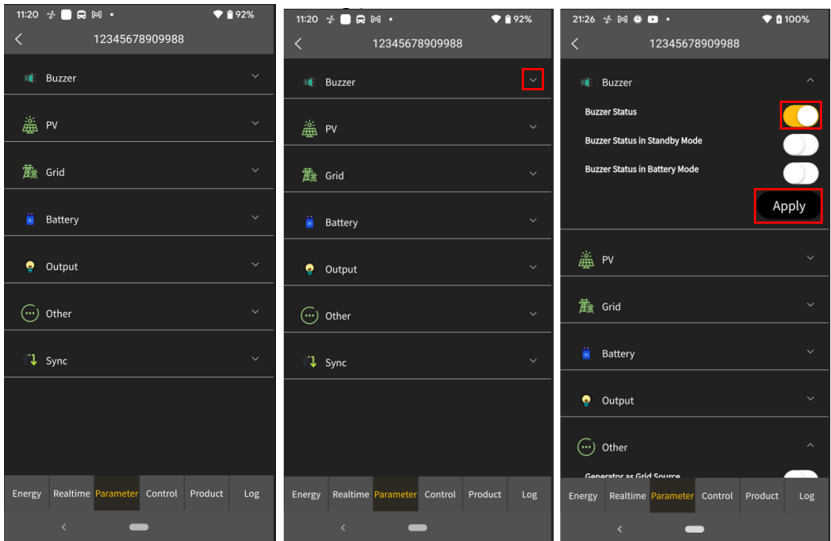 11:20
92%
12345678909988
Buzzer
PV
Grid
Battery
Output
Other
Sync
Energy Realtime Parameter Control Product Log
11:20
92%
12345678909988
Buzzer
PV
Grid
Battery
Output
Other
Sync
Energy Realtime Parameter Control Product Log
21:26
100%
12345678909988
Buzzer
Buzzer Status
Buzzer Status in Standby Mode
Buzzer Status in Battery Mode
Apply
PV
Grid
Battery
Output
Other
Generator as Grid Source
Energy Realtime Parameter Control Product Log